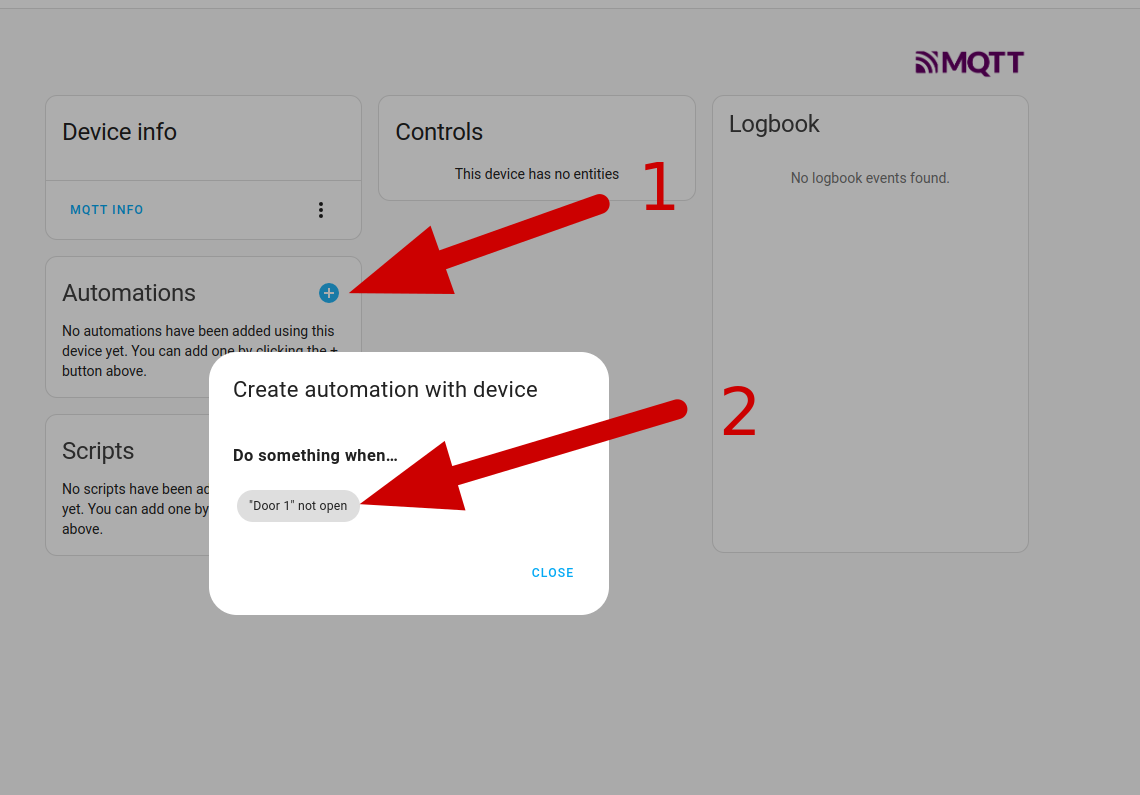 MQTT
Device info
MQTT INFO
Controls
This device has no entities
1
Logbook
No logbook events found.
Automations
No automations have been added using this
device yet. You can add one by clicking the +
button above.
Scripts
No scripts have been ad
yet. You can add one by
above.
Create automation with device
2
Do something when...
"Door 1" not open
CLOSE